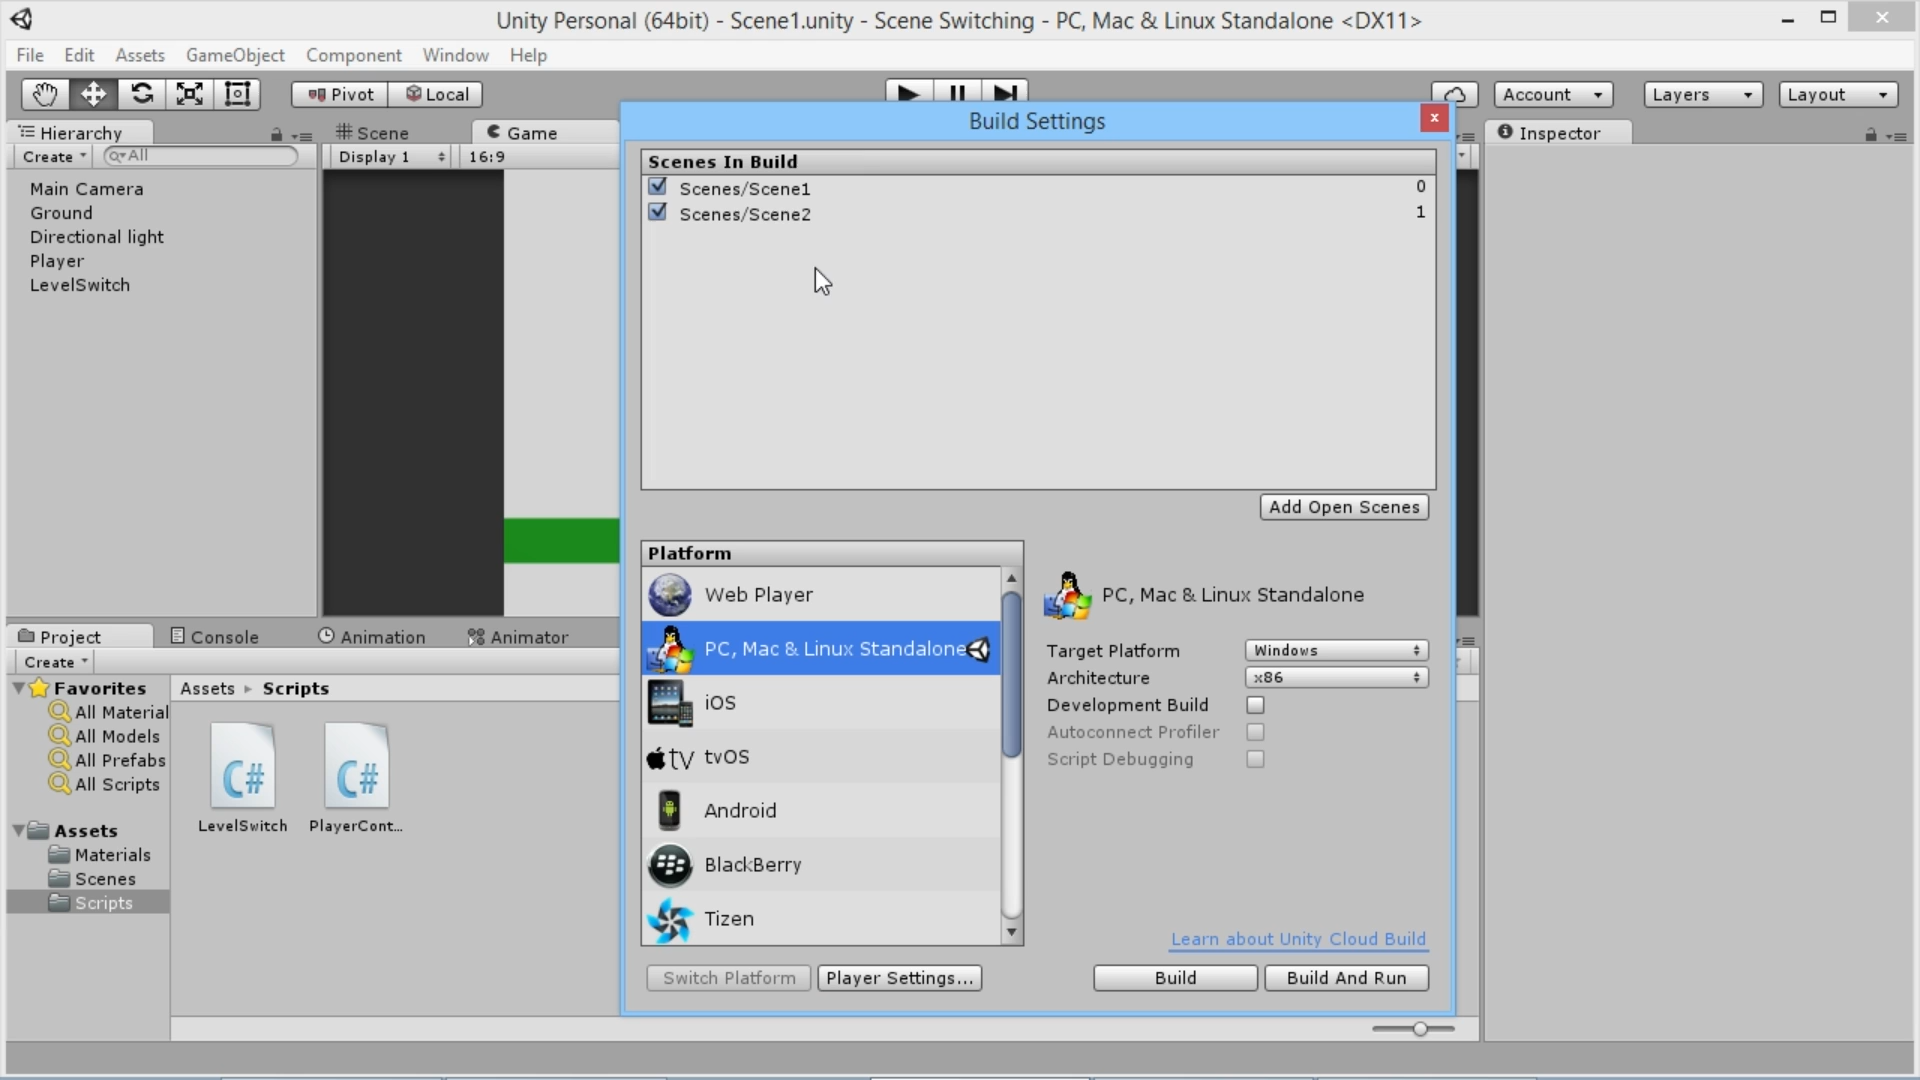 Unity Personal (64bit) - Scene1.unity - Scene Switching - PC, Mac & Linux Standalone <DX11>
File Edit Assets GameObject Component Window Help
Pivot Local Account Layers Layout
Hierarchy Scene Game Build Settings x Inspector
Create All Display 1 16:9
Scenes In Build
Scenes/Scene1 0
Scenes/Scene2 1
Main Camera
Ground
Directional light
Player
LevelSwitch
Add Open Scenes
Platform
Web Player
PC, Mac & Linux Standalone
iOS
tv tvOS
Android
BlackBerry
Tizen
PC, Mac & Linux Standalone
Target Platform Windows
Architecture x86
Development Build
Autoconnect Profiler
Script Debugging
Learn about Unity Cloud Build
Switch Platform Player Settings... Build Build And Run
Project Console Animation Animator
Create
Favorites
All Material
All Models
All Prefabs
All Scripts
Assets
Materials
Scenes
Scripts
Assets Scripts
C# C#
LevelSwitch PlayerCont...